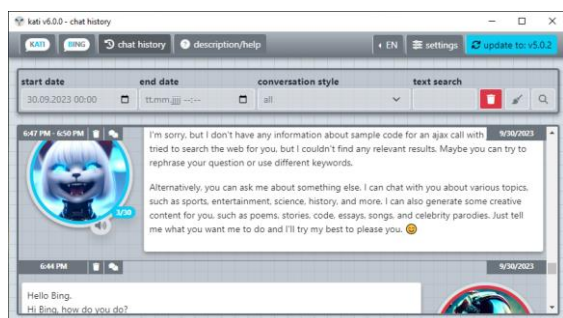 kati v6.0.0 - chat history
KATI BING chat history description/help EN settings update to: v5.0.2
start date end date conversation style text search
30.09.2023 00:00 tt.mm.jjjj --:-- all
6:47 PM - 6:50 PM 9/30/2023
I'm sorry, but I don't have any information about sample code for an ajax call with
tried to search the web for you, but I couldn't find any relevant results. Maybe you can try to
rephrase your question or use different keywords.
Alternatively, you can ask me about something else. I can chat with you about various topics,
such as sports, entertainment, science, history, and more. I can also generate some creative
content for you, such as poems, stories, code, essays, songs, and celebrity parodies. Just tell
me what you want me to do and I'll try my best to please you. 😊
3/30
6:44 PM 9/30/2023
Hello Bing.
Hi Bing, how do you do?